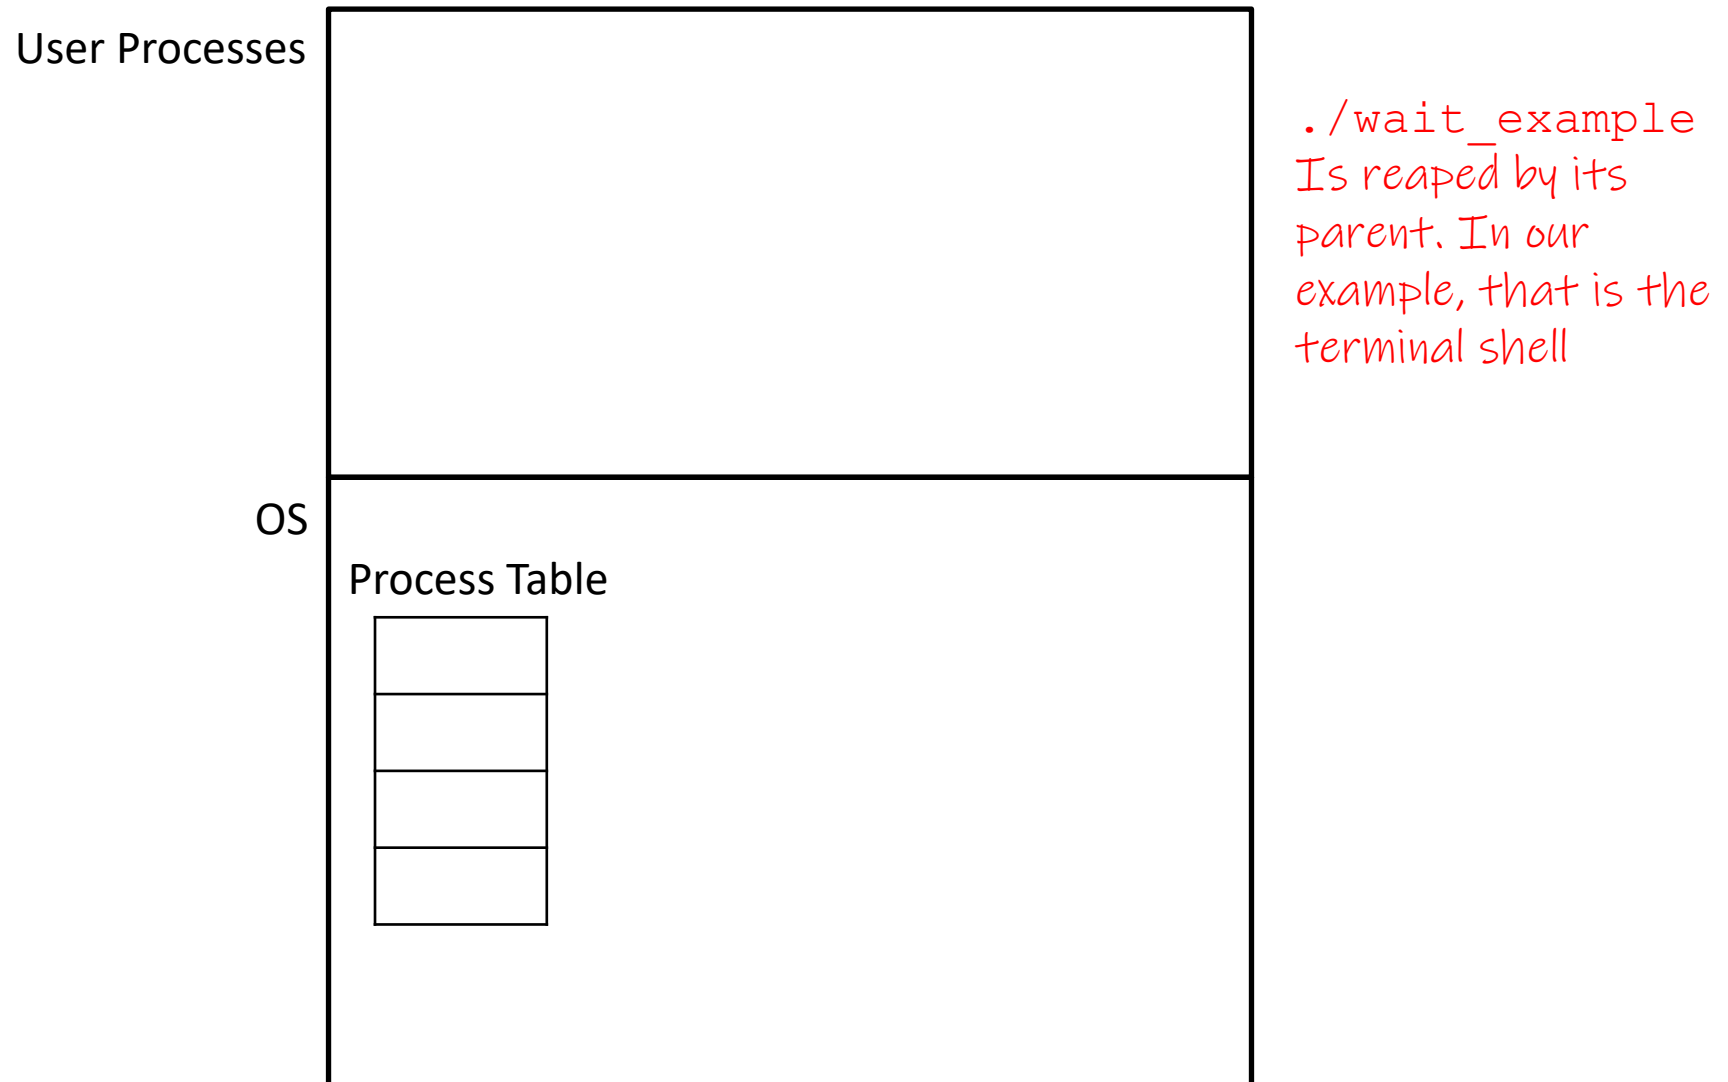 User Processes
./wait_example
Is reaped by its
parent. In our
example, that is the
terminal shell
OS
Process Table